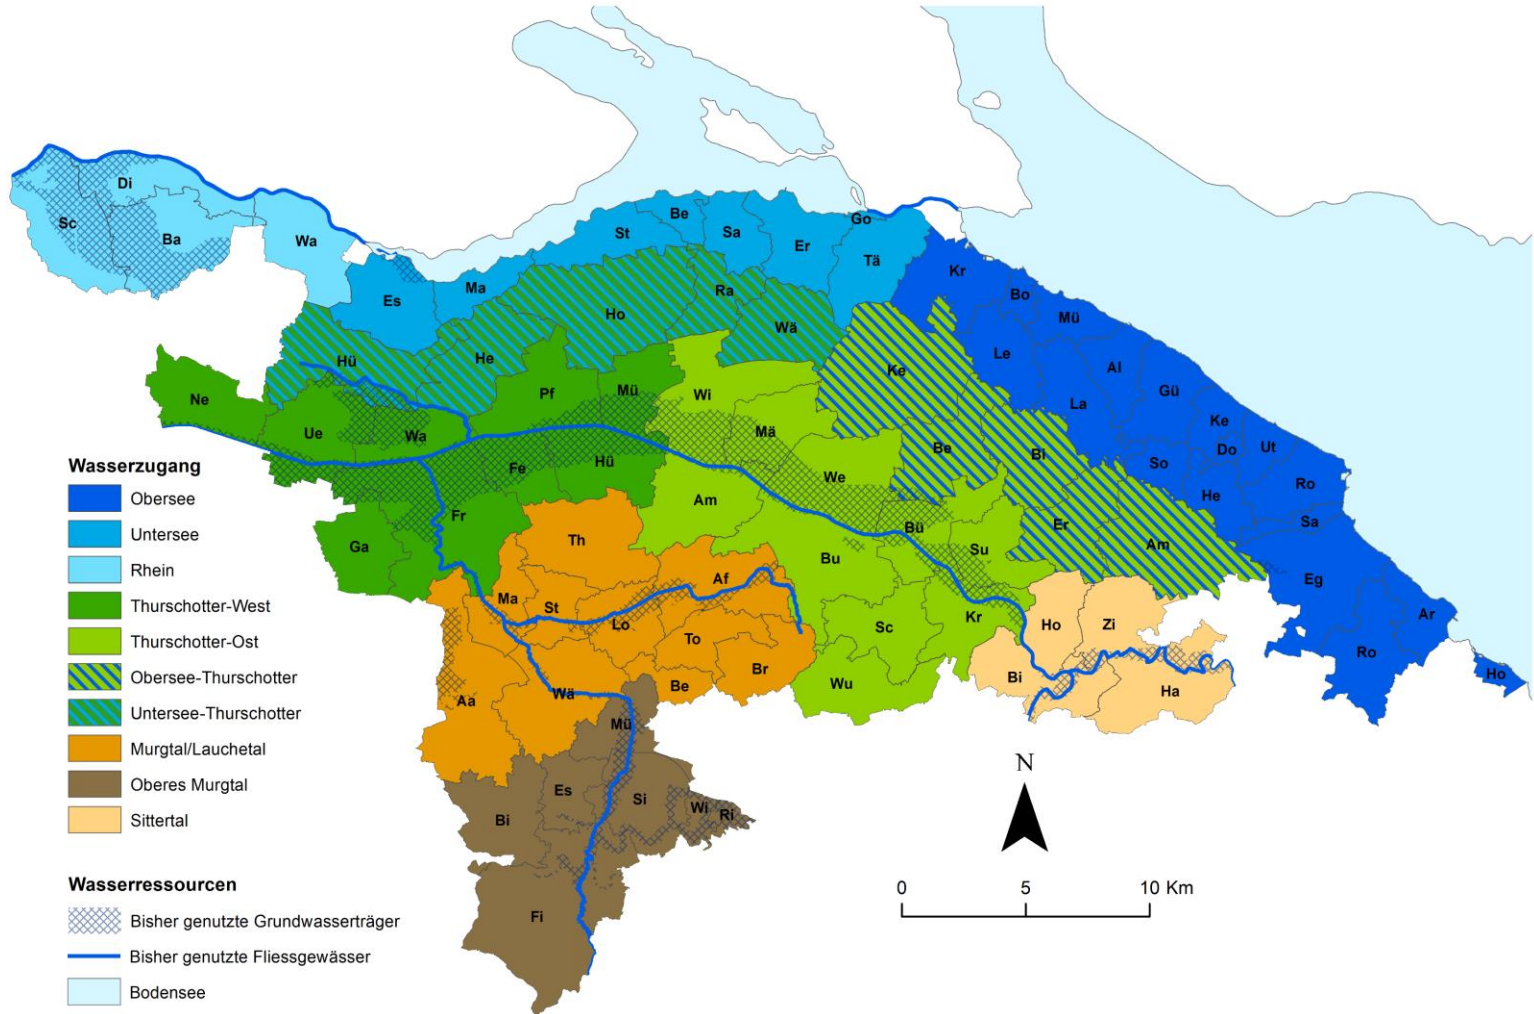 Di
Sc
Ba
Wa
Be
St
Sa
Er
Go
Tä
Es
Ma
Kr
Bo
Mü
Ra
Ho
Wä
Hü
He
Le
Al
Ke
Gü
La
Ne
Pf
Mü
Wi
Ke
Ue
Wa
Mä
Be
Bi
Do
Ut
So
Fe
Hü
We
He
Ro
Am
Fr
Bü
Er
Sa
Ga
Th
Bu
Su
Am
Af
Eg
Ma
St
Lo
To
Sc
Kr
Ho
Zi
Ar
Br
Ro
Aa
Wä
Be
Wu
Bi
Ha
Ho
Mü
Es
Si
Wi
Ri
Bi
Fi
Wasserzugang
Obersee
Untersee
Rhein
Thurschotter-West
Thurschotter-Ost
Obersee-Thurschotter
Untersee-Thurschotter
Murgtal/Lauchetal
Oberes Murgtal
Sittertal
Wasserressourcen
Bisher genutzte Grundwasserträger
Bisher genutzte Fliessgewässer
Bodensee
N
0 5 10 Km